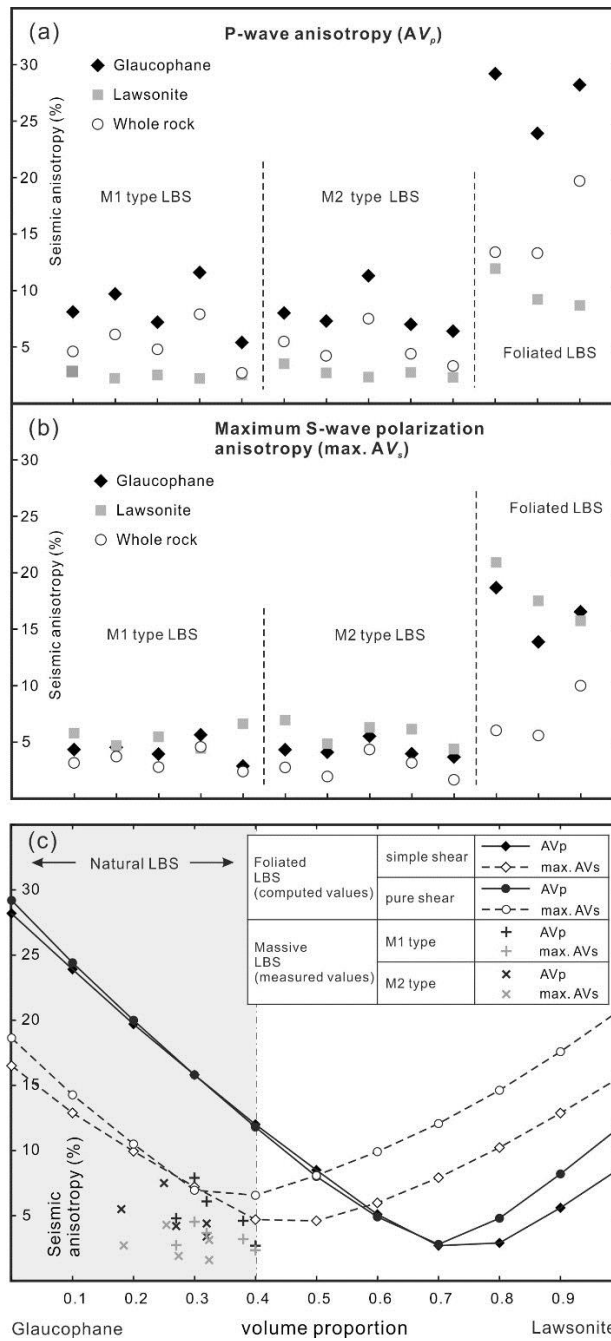 (a)
P-wave anisotropy (AVp)
30
25
20
15
10
5
Seismic anisotropy (%)
Glaucophane
Lawsonite
Whole rock
M1 type LBS
M2 type LBS
Foliated LBS
(b)
Maximum S-wave polarization
anisotropy (max. AVs)
30
25
20
15
10
5
Seismic anisotropy (%)
Glaucophane
Lawsonite
Whole rock
M1 type LBS
M2 type LBS
Foliated LBS
(c)
Natural LBS
30
25
20
15
10
5
Seismic
anisotropy (%)
Foliated
LBS
(computed values)
simple shear
AVp
max. AVs
pure shear
AVp
max. AVs
Massive
LBS
(measured values)
M1 type
AVp
max. AVs
M2 type
AVp
max. AVs
0.1 0.2 0.3 0.4 0.5 0.6 0.7 0.8 0.9
Glaucophane volume proportion Lawsonite